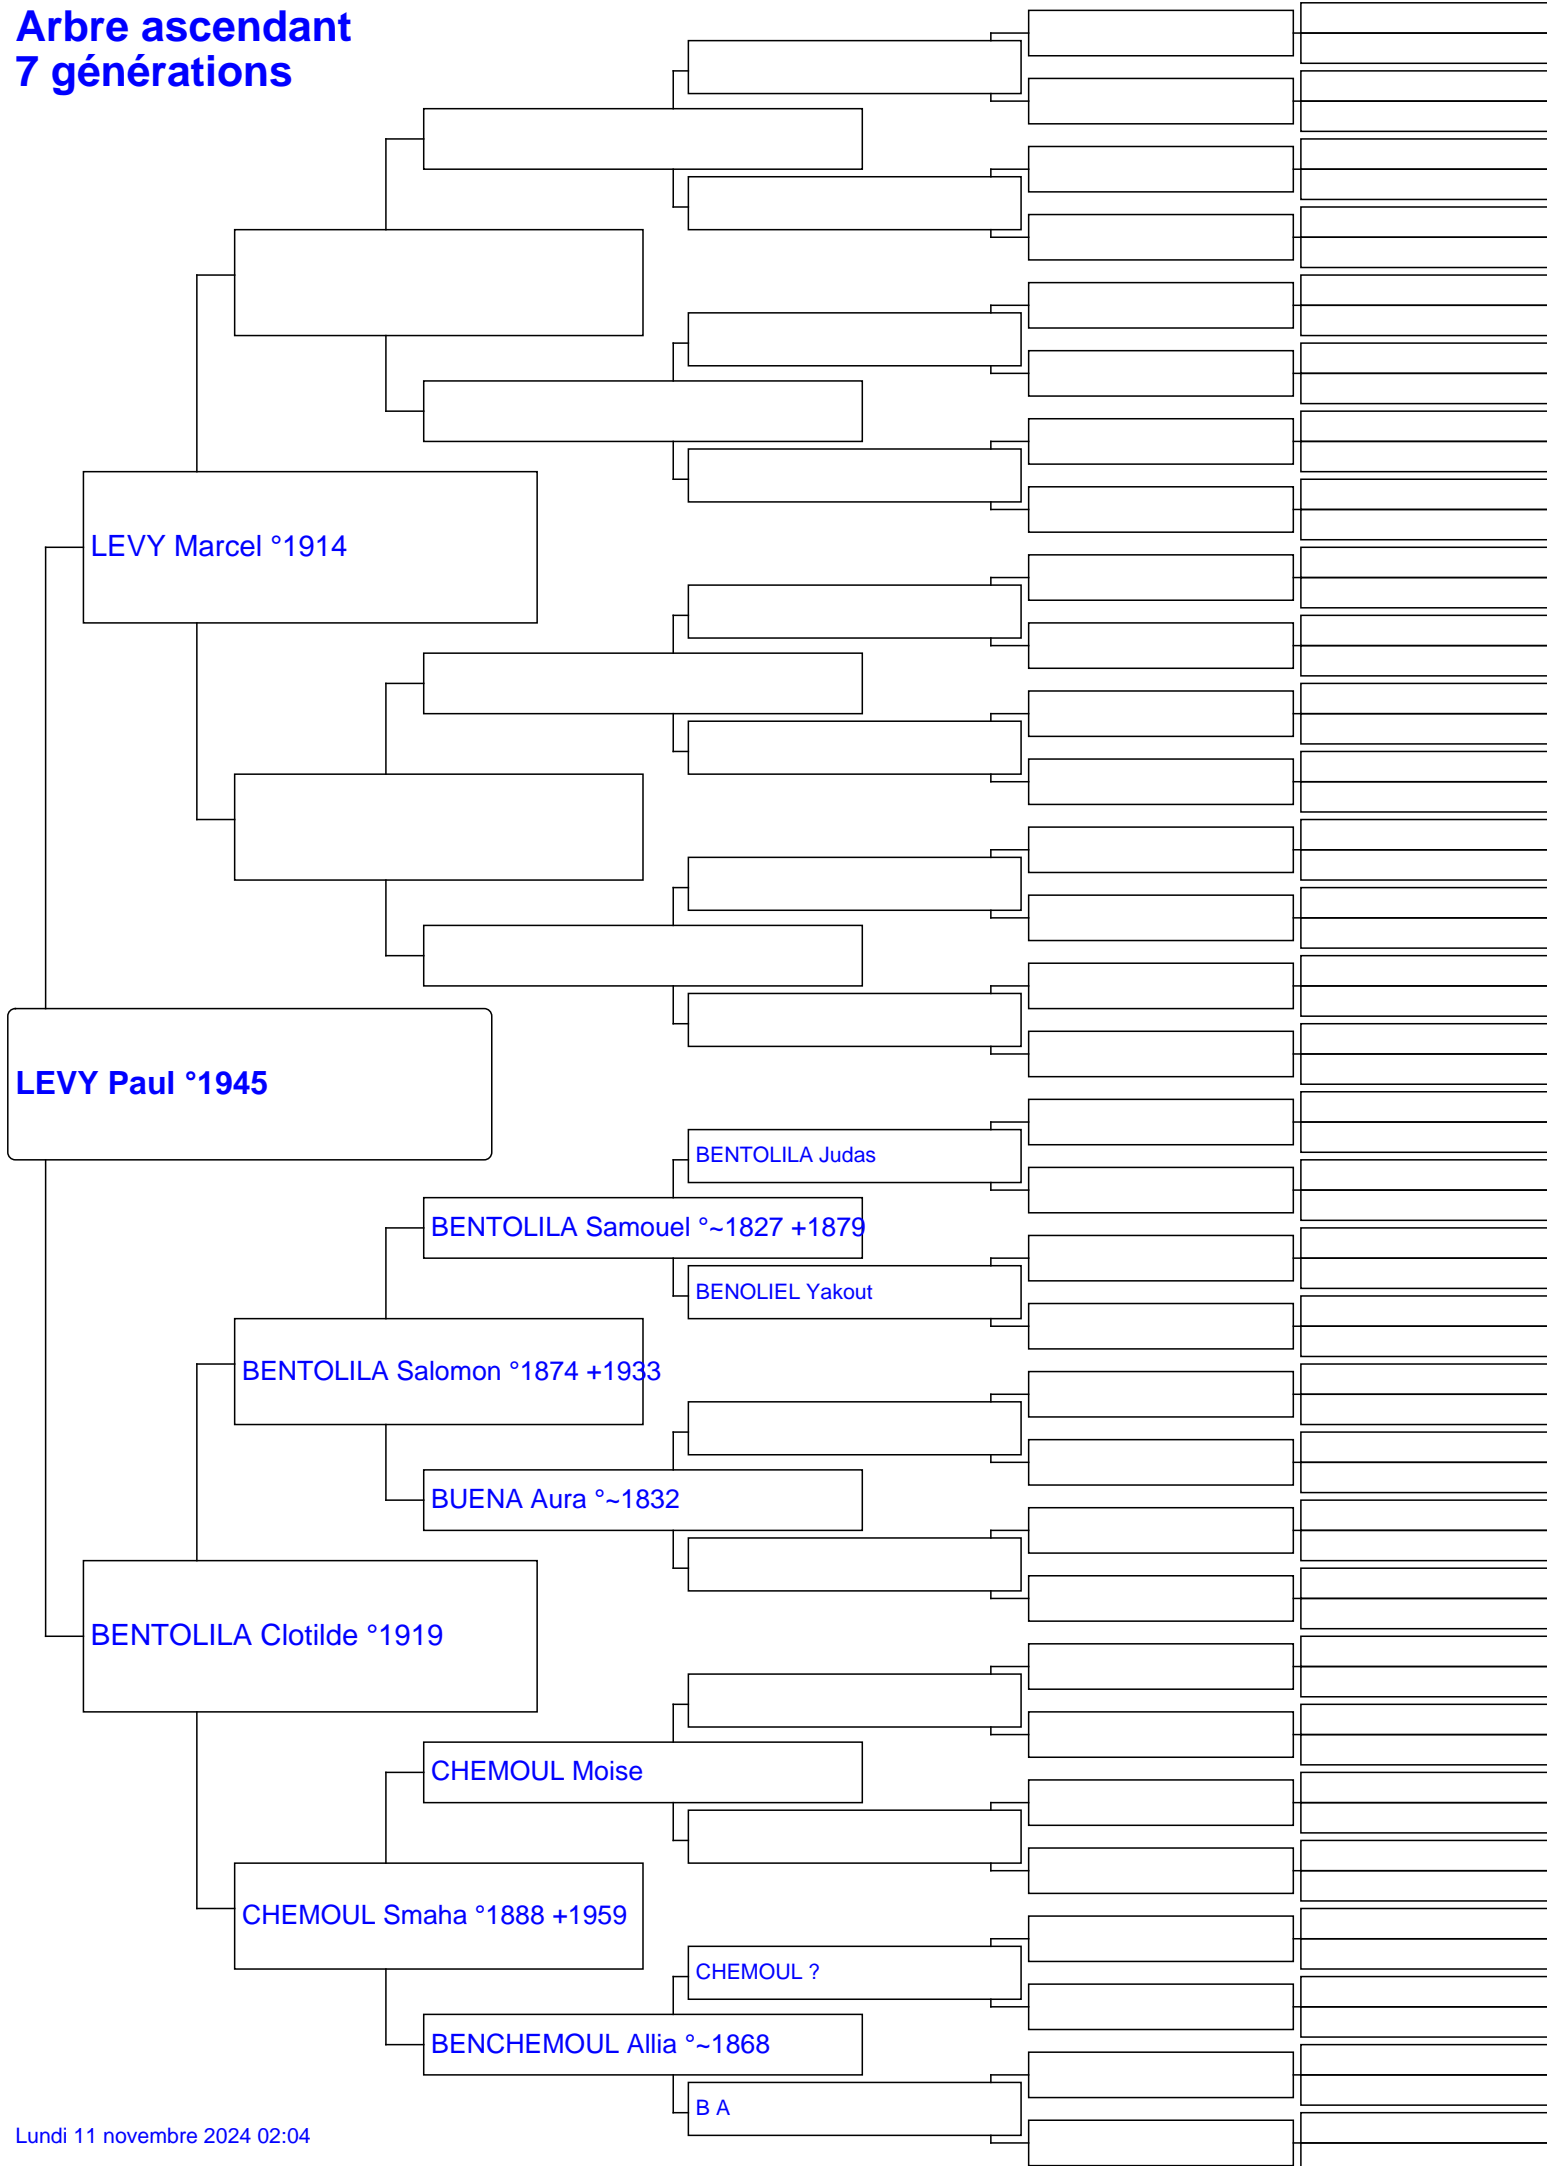 Arbre ascendant
7 générations
LEVY Marcel °1914
LEVY Paul °1945
BENTOLILA Judas
BENTOLILA Samouel °~1827 +1879
BENOLIEL Yakout
BENTOLILA Salomon °1874 +1933
BUENA Aura °~1832
BENTOLILA Clotilde °1919
CHEMOUL Moise
CHEMOUL Smaha °1888 +1959
CHEMOUL ?
BENCHEMOUL Allia °~1868
B A
Lundi 11 novembre 2024 02:04